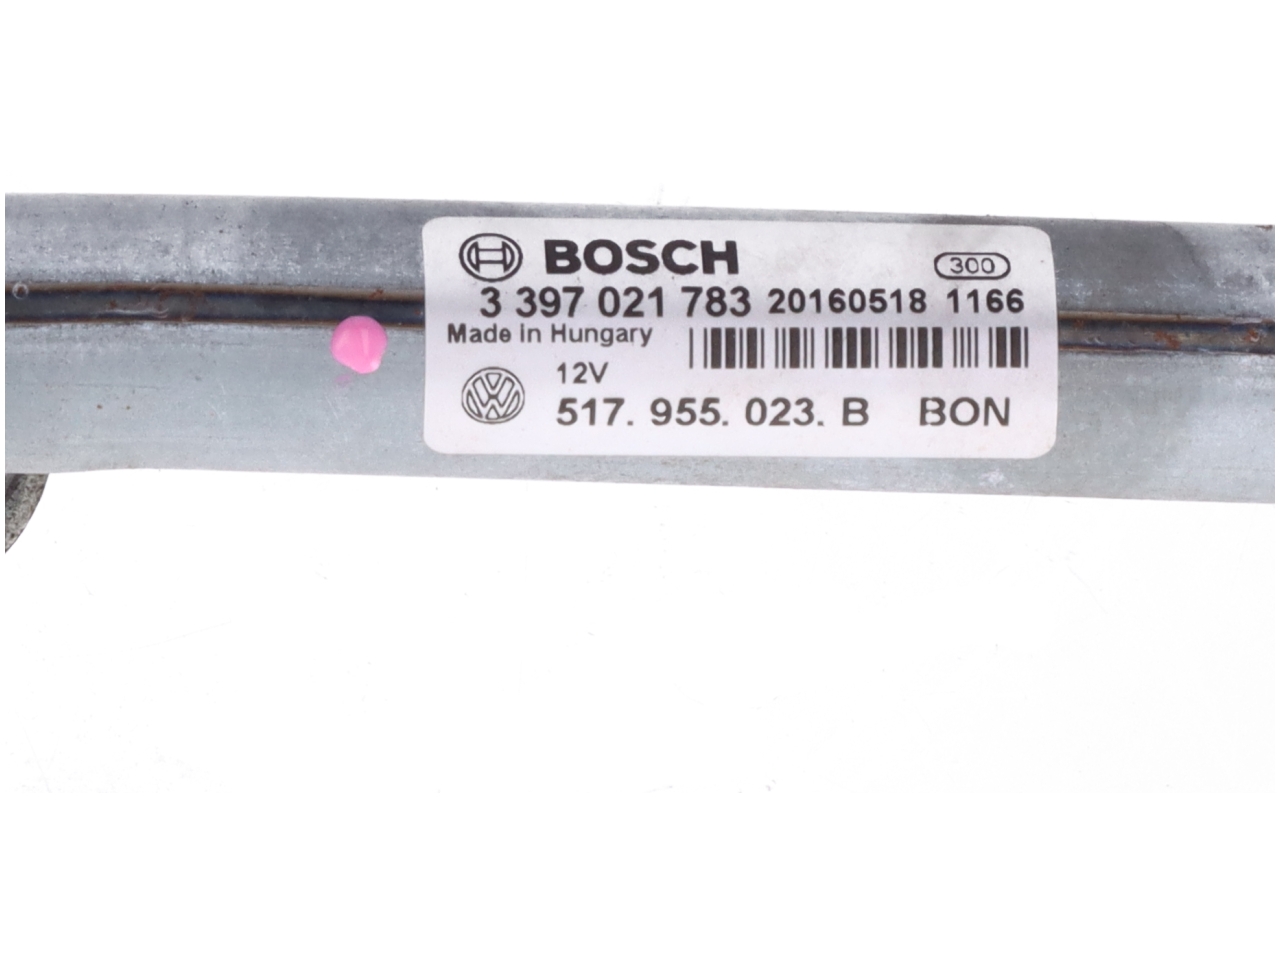 BOSCH 300
3 397 021 783 20160518 1166
Made in Hungary
12V
517. 955. 023. B BON